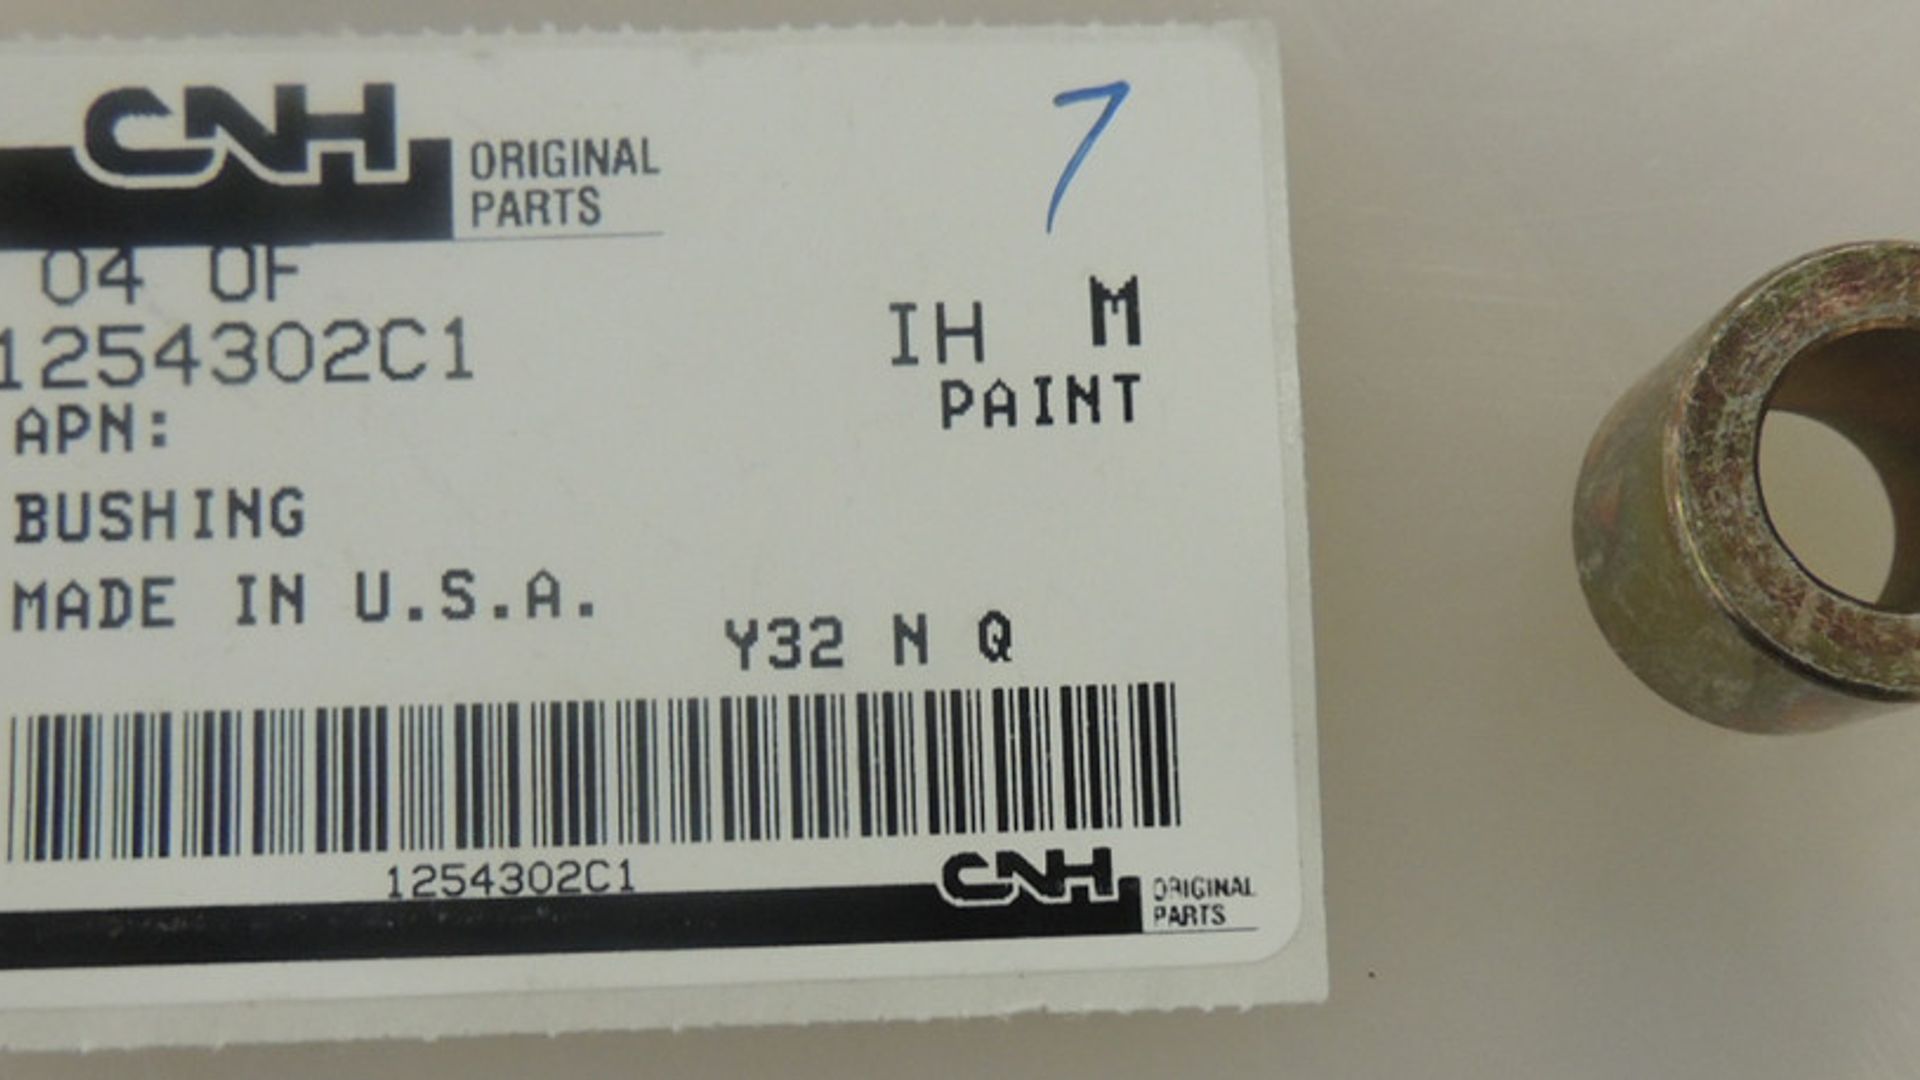 CNH ORIGINAL
PARTS
7
04 OF
1254302C1
IH M
PAINT
APN:
BUSHING
MADE IN U.S.A.
Y32 N Q
1254302C1
CNH ORIGINAL
PARTS